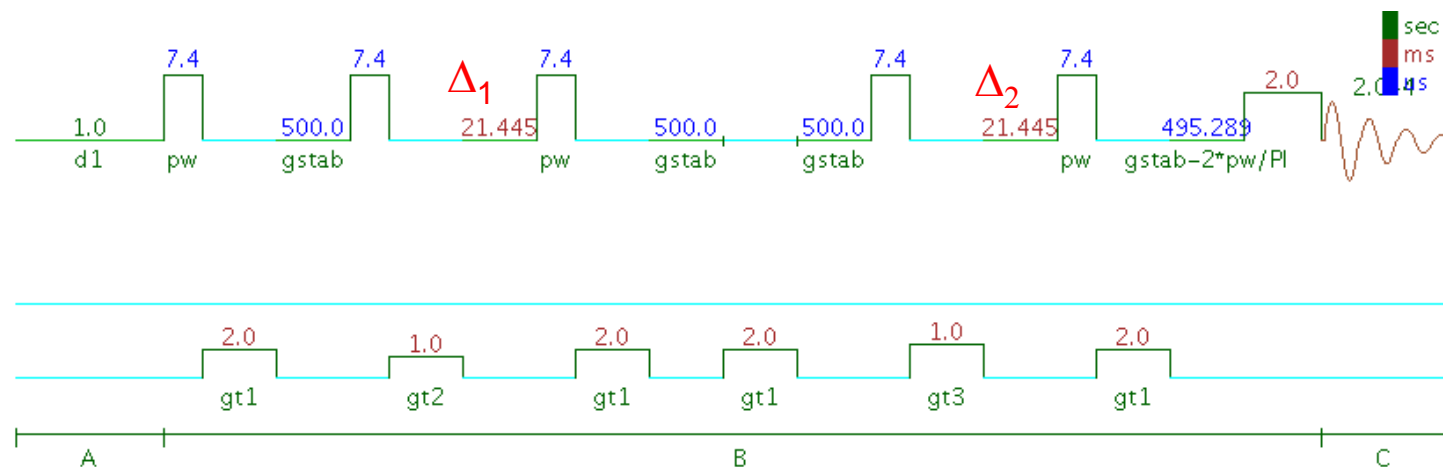 sec
ms
us
7.4 7.4 Δ1 7.4 7.4 Δ2 7.4 2.0
1.0 500.0 21.445 500.0 500.0 21.445 495.289
d1 pw gstab pw gstab gstab pw gstab-2*pw/PI
2.0 1.0 2.0 2.0 1.0 2.0
gt1 gt2 gt1 gt1 gt3 gt1
A B C